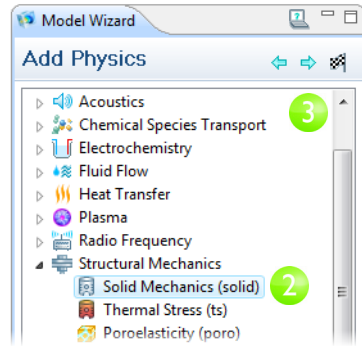 Model Wizard
Add Physics
Acoustics
3
Chemical Species Transport
Electrochemistry
Fluid Flow
Heat Transfer
Plasma
Radio Frequency
Structural Mechanics
Solid Mechanics (solid)
2
Thermal Stress (ts)
Poroelasticity (poro)